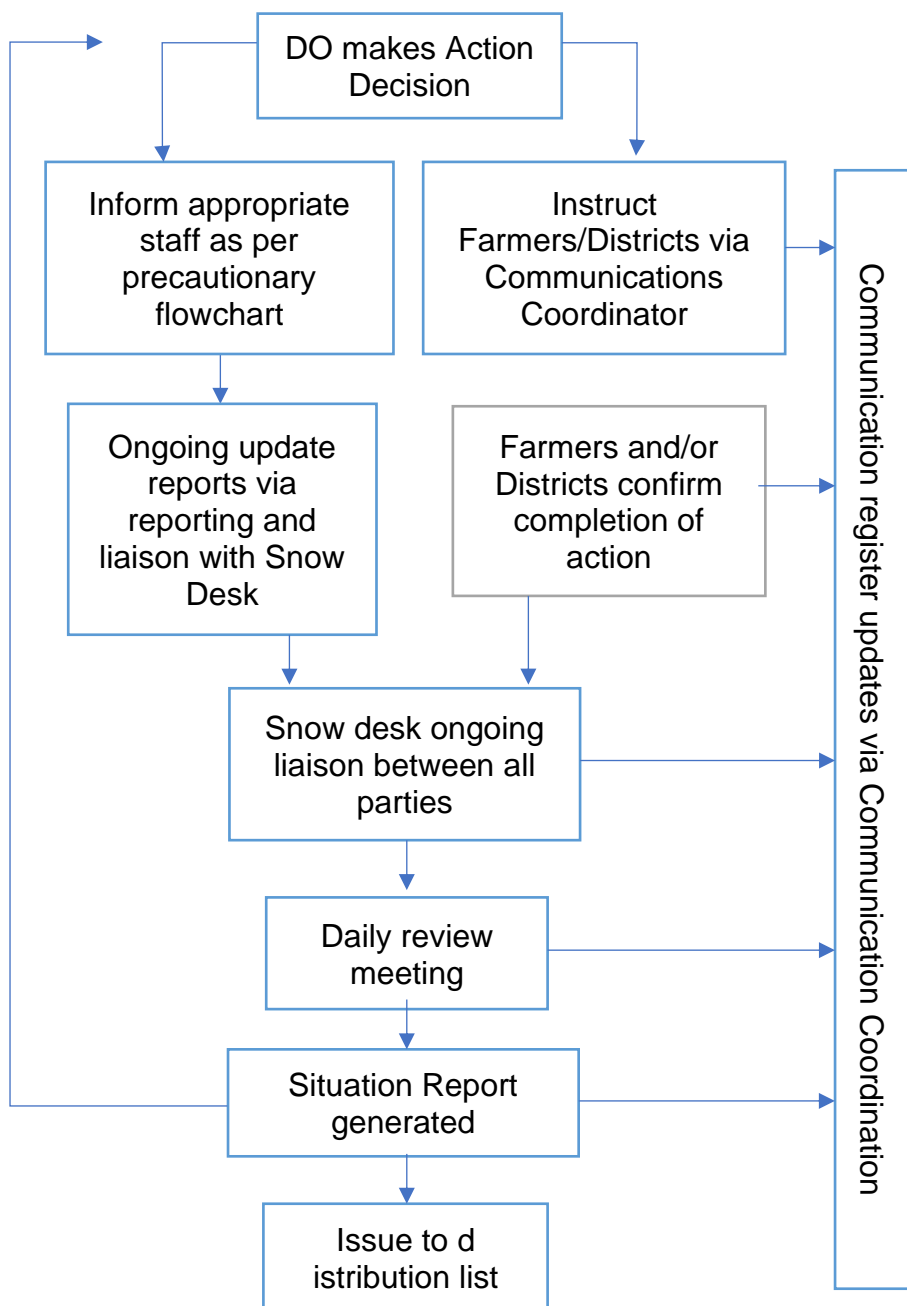 DO makes Action
Decision
Inform appropriate
staff as per
precautionary
flowchart
Instruct
Farmers/Districts via
Communications
Coordinator
Ongoing update
reports via
reporting and
liaison with Snow
Desk
Farmers and/or
Districts confirm
completion of
action
Snow desk ongoing
liaison between all
parties
Daily review
meeting
Situation Report
generated
Issue to d
istribution list
Communication register updates via Communication Coordination